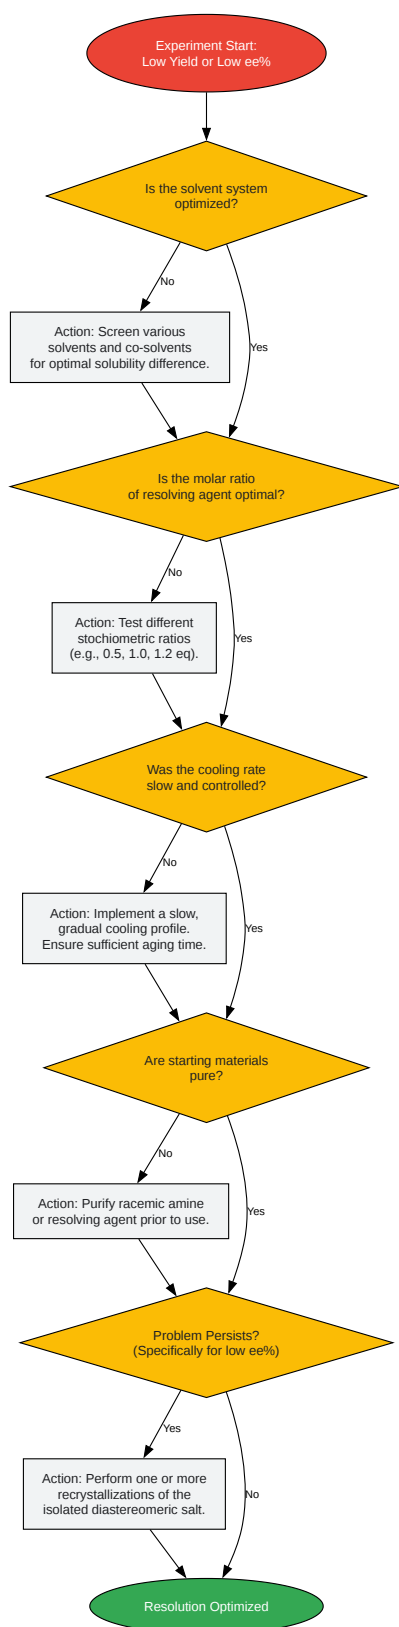 Experiment Start:
Low Yield or Low ee%
Is the solvent system
optimized?
No
Yes
Action: Screen various
solvents and co-solvents
for optimal solubility difference.
Is the molar ratio
of resolving agent optimal?
No
Yes
Action: Test different
stochiometric ratios
(e.g., 0.5, 1.0, 1.2 eq).
Was the cooling rate
slow and controlled?
No
Yes
Action: Implement a slow,
gradual cooling profile.
Ensure sufficient aging time.
Are starting materials
pure?
No
Yes
Action: Purify racemic amine
or resolving agent prior to use.
Problem Persists?
(Specifically for low ee%)
Yes
No
Action: Perform one or more
recrystallizations of the
isolated diastereomeric salt.
Resolution Optimized